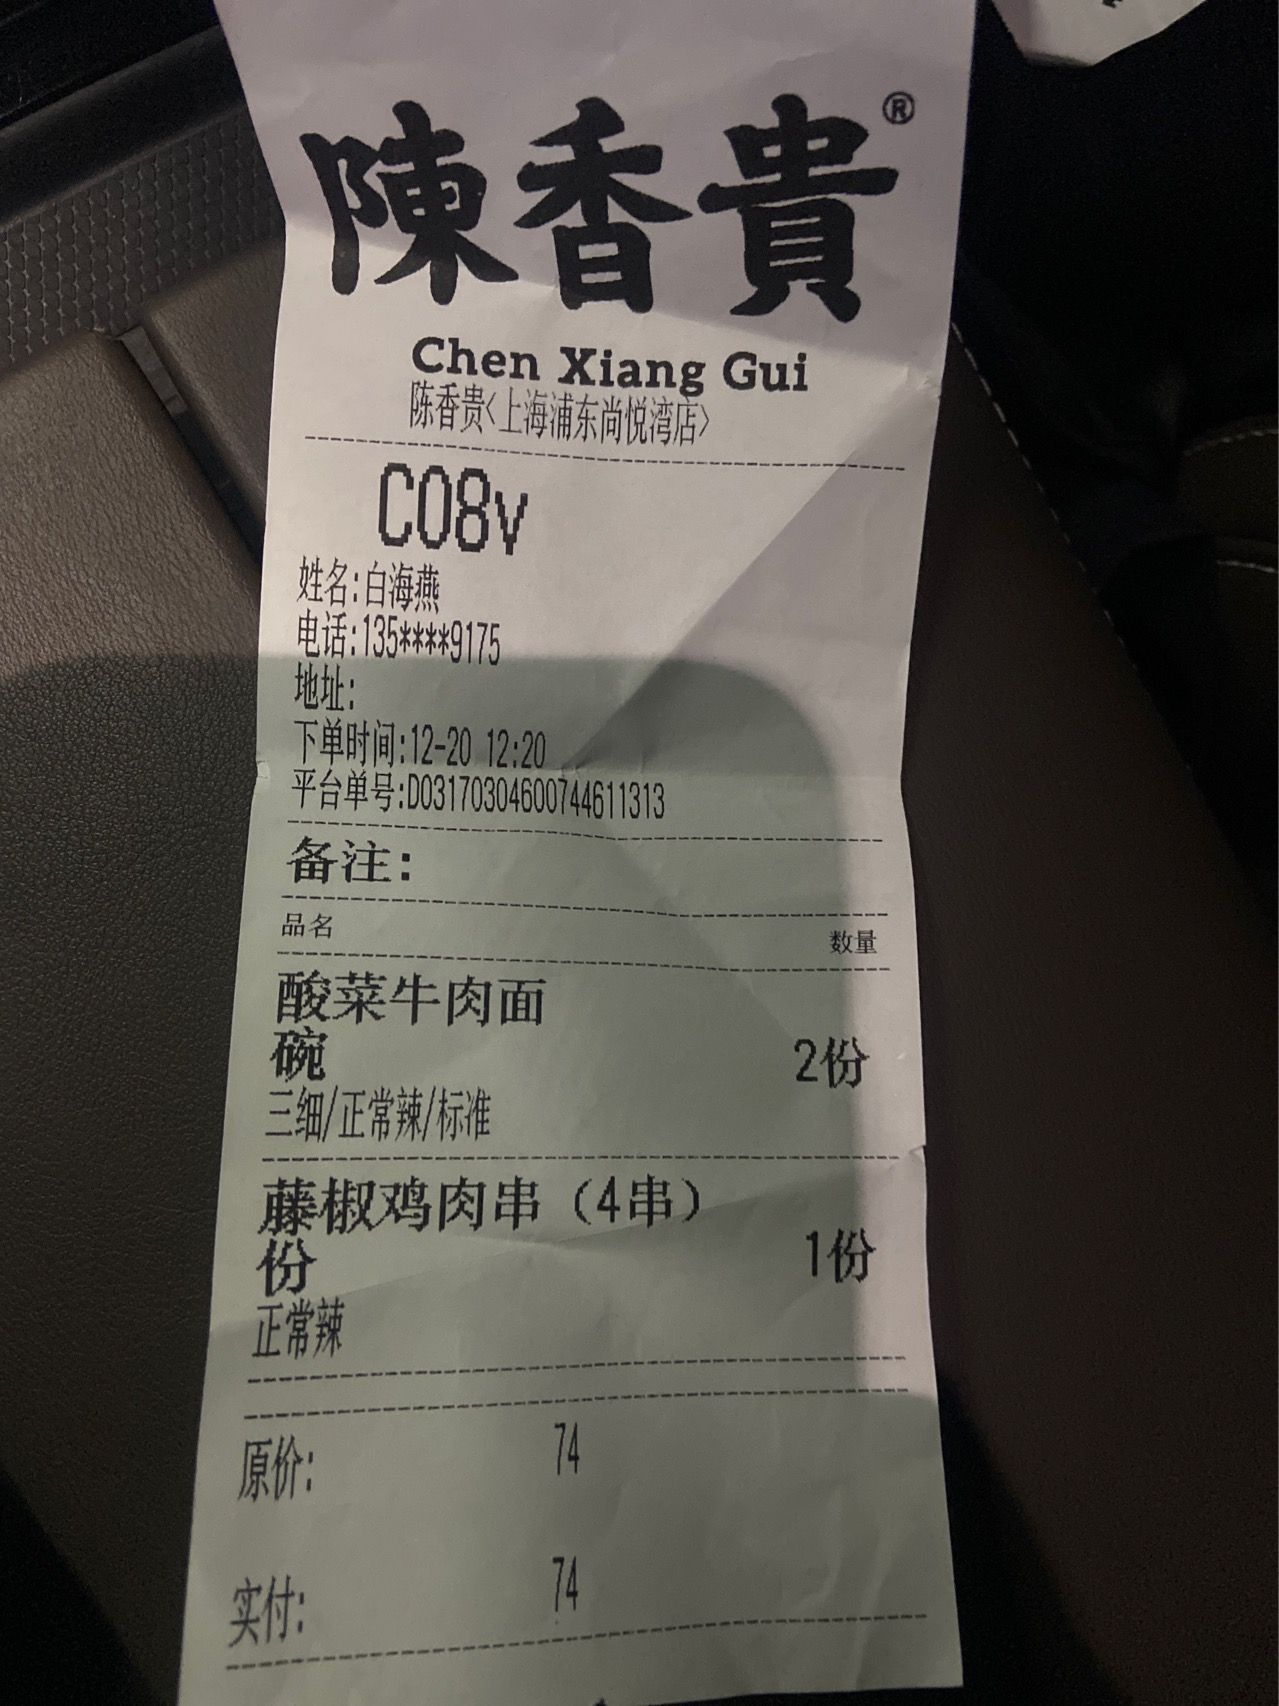 陳香貴®
Chen Xiang Gui
陈香贵<上海浦东尚悦湾店>
C08v
姓名:白海燕
电话:135****9175
地址:
下单时间:12-20 12:20
平台单号:D03170304600744611313
备注:
品名 数量
酸菜牛肉面
碗 2份
三细/正常辣/标准
藤椒鸡肉串（4串）
份 1份
正常辣
原价: 74
实付: 74